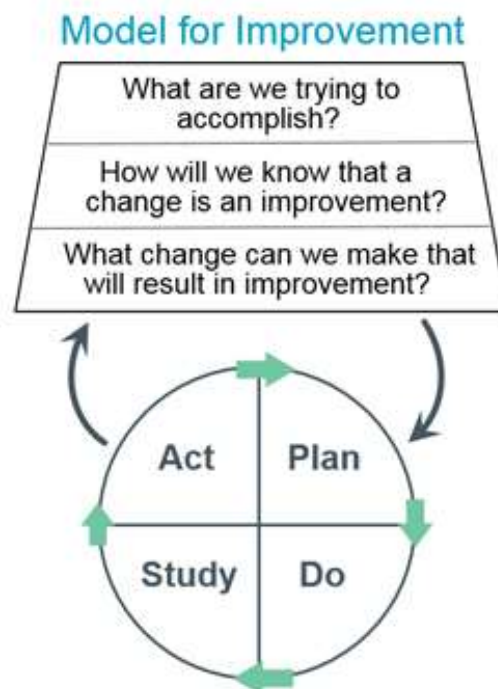 Model for Improvement
What are we trying to
accomplish?
How will we know that a
change is an improvement?
What change can we make that
will result in improvement?
Act
Plan
Study
Do